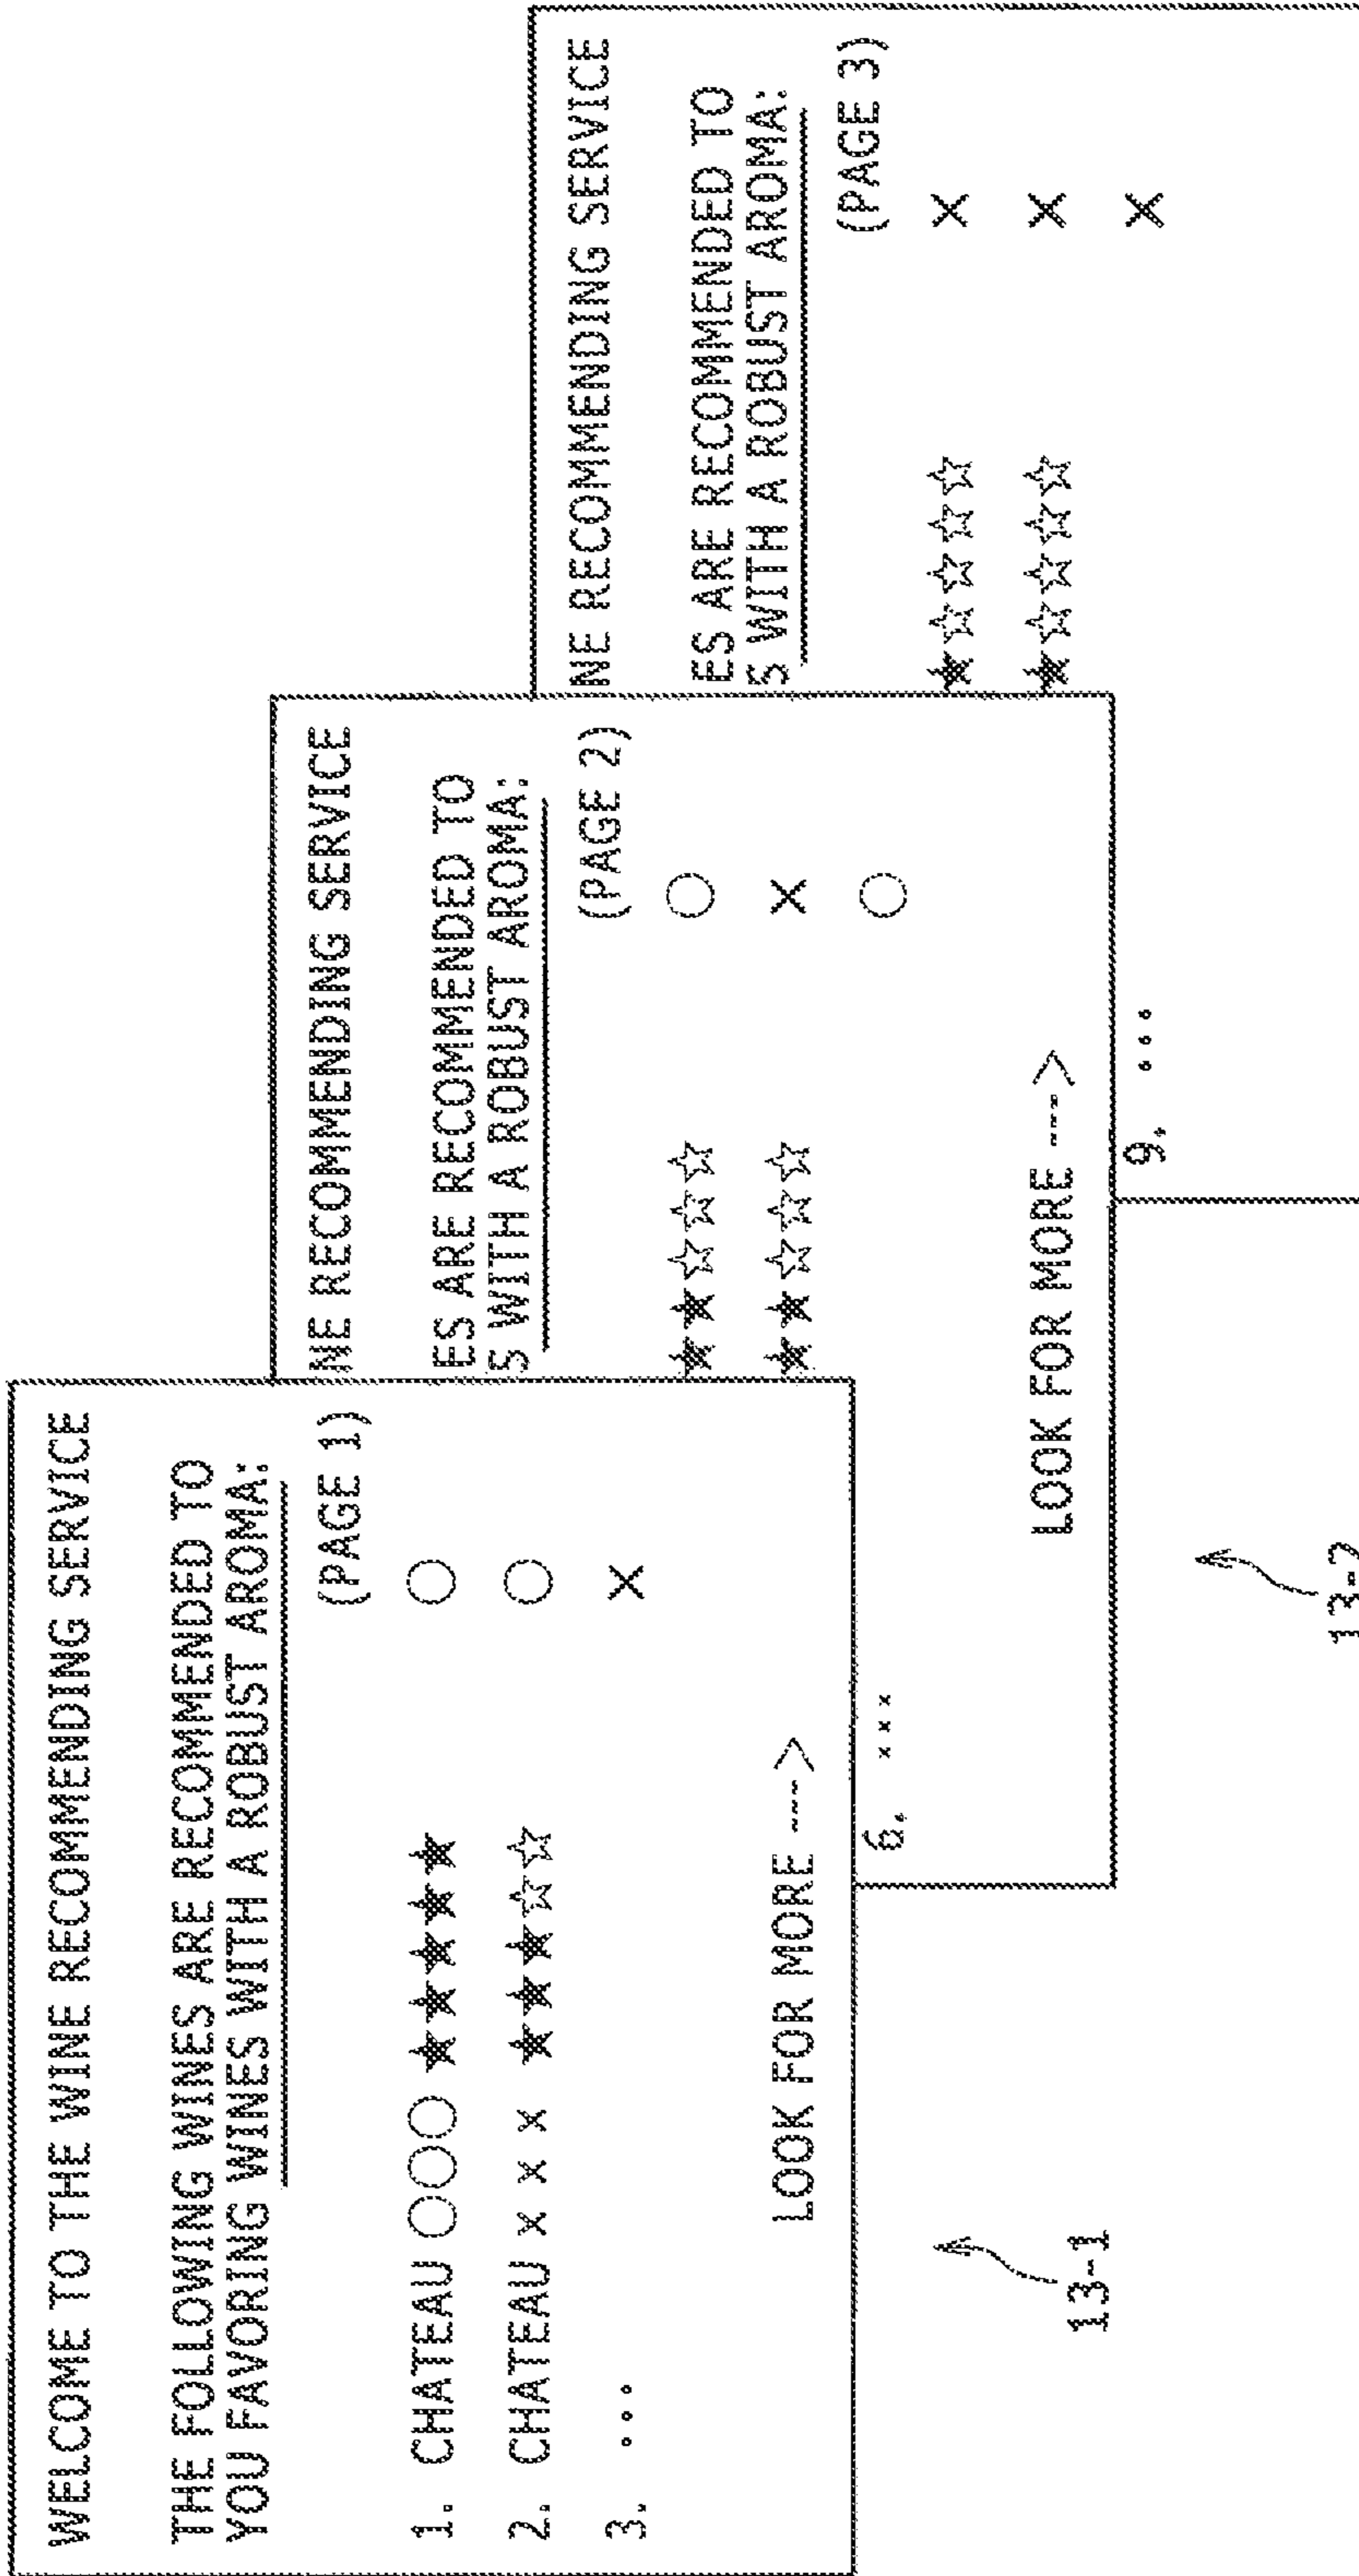 WELCOME TO THE WINE RECOMMENDING SERVICE
THE FOLLOWING WINES ARE RECOMMENDED TO
YOU FAVORING WINES WITH A ROBUST AROMA:
(PAGE 1)
1. CHATEAU ○○○ ★★★★★ ○
2. CHATEAU x x x ★★★☆☆ ○
3. ... ×
LOOK FOR MORE ---->
13-1
NE RECOMMENDING SERVICE
ES ARE RECOMMENDED TO
S WITH A ROBUST AROMA:
(PAGE 2)
★★☆☆☆ ○
★★☆☆☆ ×
○
6. ...
LOOK FOR MORE ---->
13-2
NE RECOMMENDING SERVICE
ES ARE RECOMMENDED TO
S WITH A ROBUST AROMA:
(PAGE 3)
★☆☆☆☆ ×
★☆☆☆☆ ×
×
9. ...